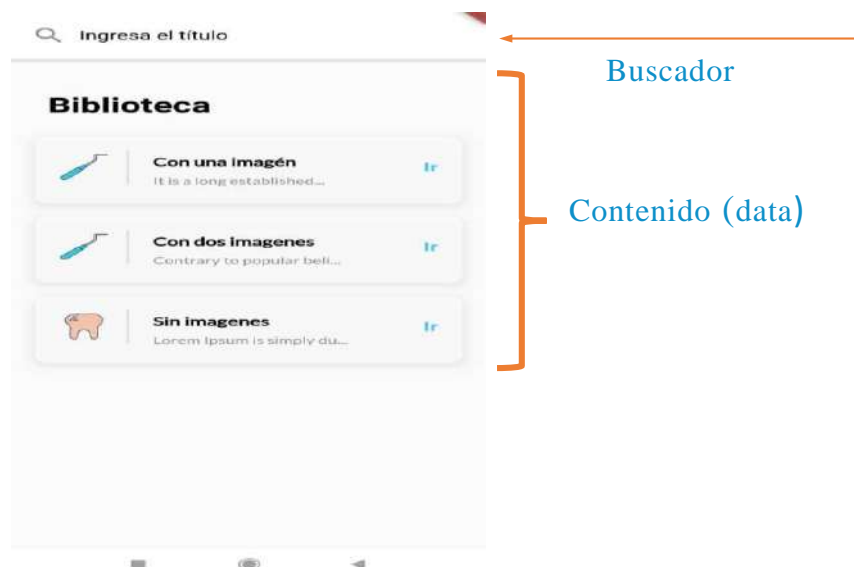 Ingresa el título
Buscador
Biblioteca
Con una imagén
Ir
It is a long established...
Contenido (data)
Con dos imagenes
Ir
Contrary to popular beli...
Sin imagenes
Ir
Lorem Ipsum is simply du...